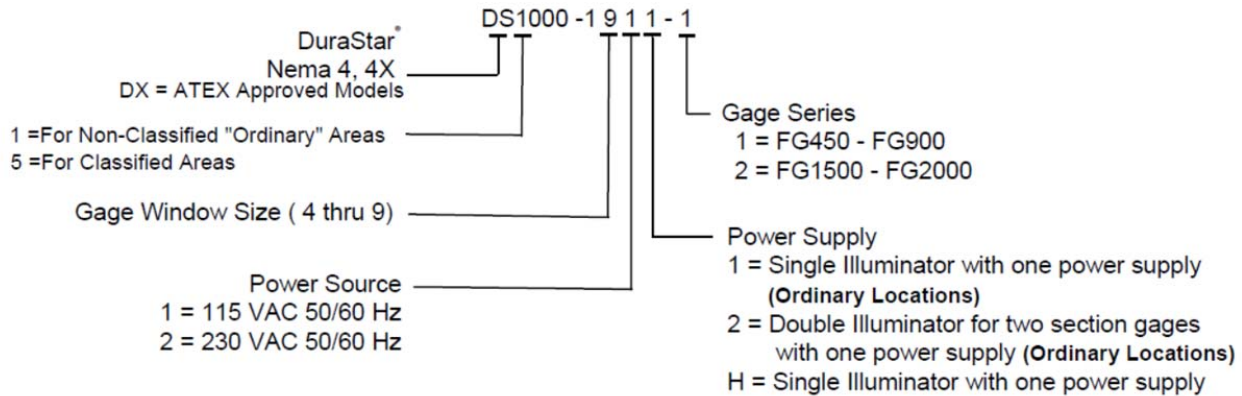 DS1000 -1 9 1 1 - 1
DuraStar®
Nema 4, 4X
DX = ATEX Approved Models
1 =For Non-Classified "Ordinary" Areas
5 =For Classified Areas
Gage Window Size ( 4 thru 9)
Power Source
1 = 115 VAC 50/60 Hz
2 = 230 VAC 50/60 Hz
Gage Series
1 = FG450 - FG900
2 = FG1500 - FG2000
Power Supply
1 = Single Illuminator with one power supply
(Ordinary Locations)
2 = Double Illuminator for two section gages
with one power supply (Ordinary Locations)
H = Single Illuminator with one power supply